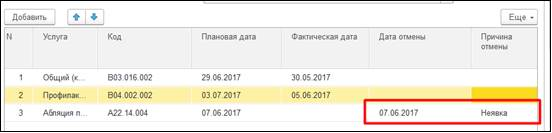 Добавить Еще
N Услуга Код Плановая дата Фактическая дата Дата отмены Причина отмены
1 Общий (к... B03.016.002 29.06.2017 30.05.2017
2 Профилак... B04.002.002 03.07.2017 05.06.2017
3 Абляция п... A22.14.004 07.06.2017 07.06.2017 Неявка